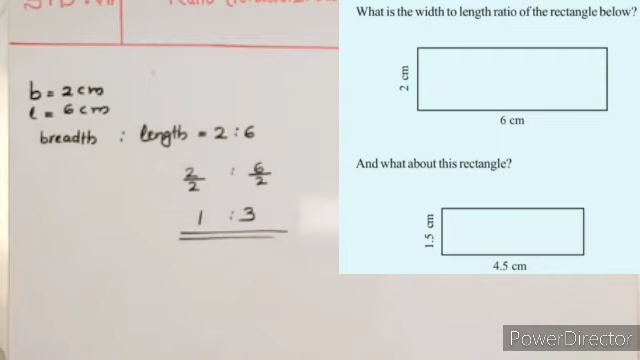 b = 2 cm
l = 6 cm
breadth : length = 2 : 6
2/2 : 6/2
1 : 3
What is the width to length ratio of the rectangle below?
2 cm
6 cm
And what about this rectangle?
1.5 cm
4.5 cm
PowerDirector